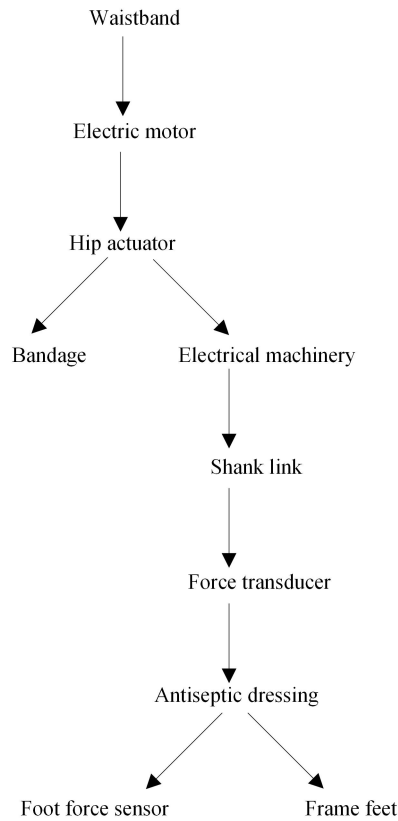 Waistband
Electric motor
Hip actuator
Bandage
Electrical machinery
Shank link
Force transducer
Antiseptic dressing
Foot force sensor
Frame feet